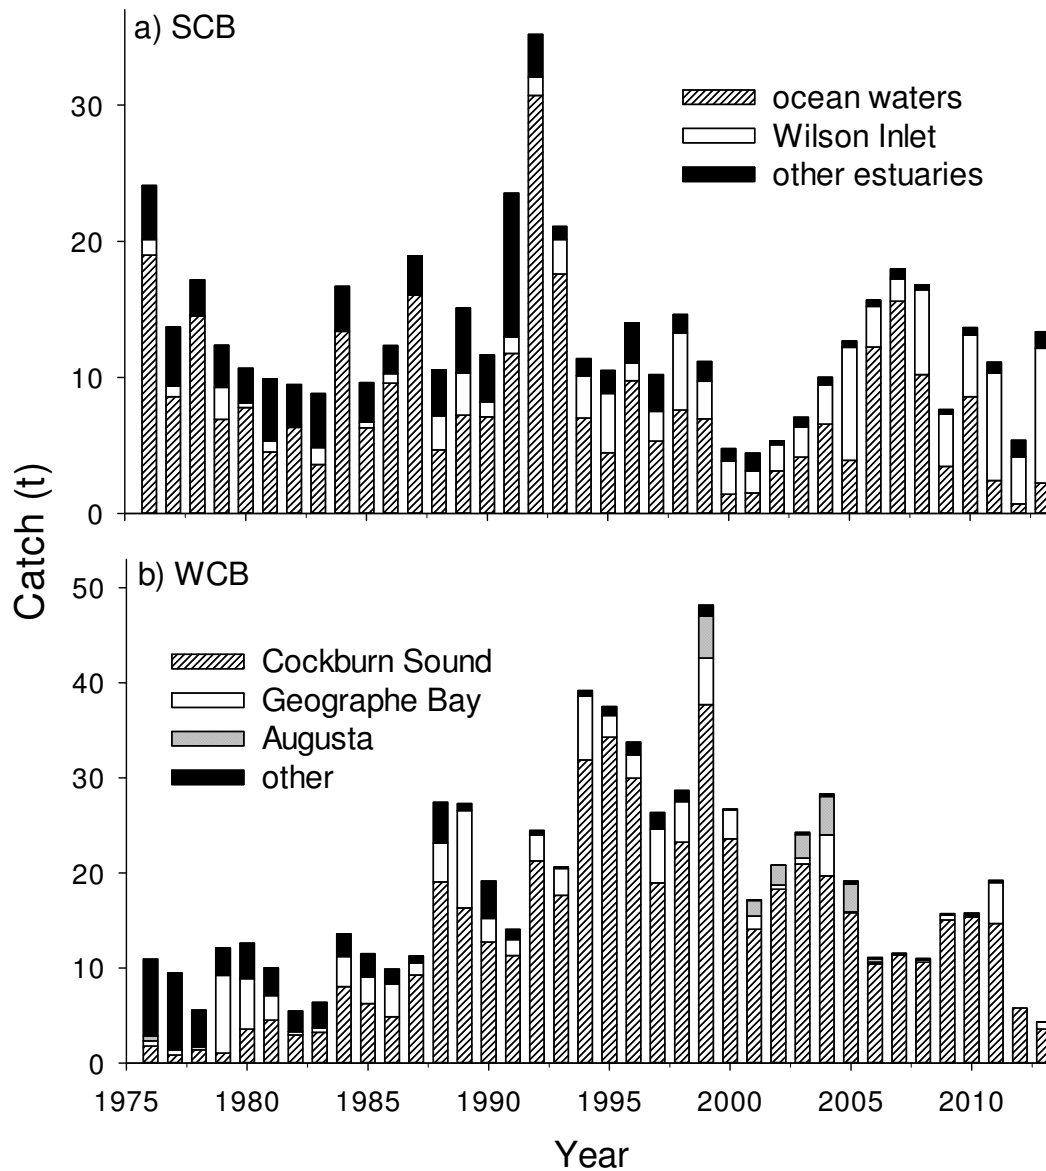 a) SCB
ocean waters
Wilson Inlet
other estuaries
30
20
10
0
Catch (t)
b) WCB
Cockburn Sound
Geographe Bay
Augusta
other
50
40
30
20
10
0
1975 1980 1985 1990 1995 2000 2005 2010
Year